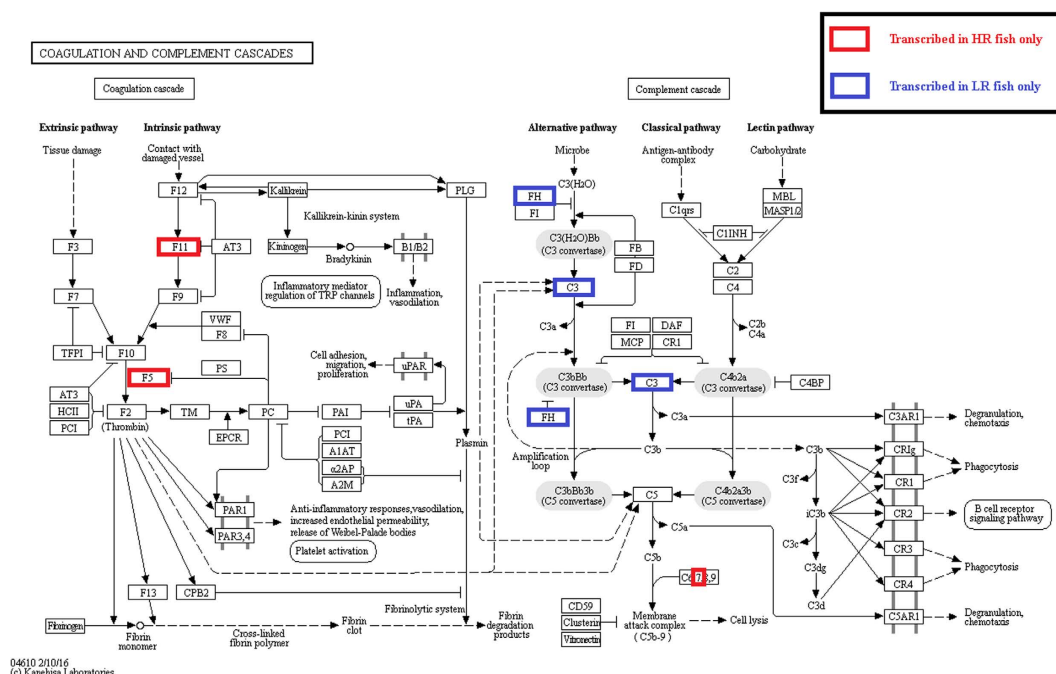 Transcribed in HR fish only
Transcribed in LR fish only
COAGULATION AND COMPLEMENT CASCADES
Coagulation cascade
Complement cascade
Extrinsic pathway
Intrinsic pathway
Alternative pathway
Classical pathway
Lectin pathway
Tissue damage
Contact with
damaged vessel
Microbe
Antigen-antibody
complex
Carbohydrate
F12
Kallikrein
PLG
C3(H2O)
FH
FI
C1qrs
MBL
MASP1/2
Kallikrein-kinin system
C1INH
F3
F11
AT3
Kininogen
Bradykinin
B1/B2
C3(H2O)Bb
(C3 convertase)
FB
FD
C2
C4
F7
F9
Inflammatory mediator
regulation of TRP channels
Inflammation,
vasodilation
C3
C3a
C2b
C4a
VWF
F8
FI
DAF
MCP
CR1
TFPI
F10
Cell adhesion,
migration,
proliferation
uPAR
F5
PS
C3bBb
(C3 convertase)
C3
C4b2a
(C3 convertase)
C4BP
AT3
HCII
PCI
F2
(Thrombin)
TM
PC
PAI
uPA
tPA
FH
C3a
C3AR1
Degranulation,
chemotaxis
EPCR
PCI
A1AT
α2AP
A2M
Plasmin
Amplification
loop
C3b
C3b
CRIg
Phagocytosis
C3f
CR1
C3bBb3b
(C5 convertase)
C5
C4b2a3b
(C5 convertase)
PAR1
PAR3,4
Anti-inflammatory responses,vasodilation,
increased endothelial permeability,
release of Weibel-Palade bodies
Platelet activation
iC3b
CR2
B cell receptor
signaling pathway
C5a
C3c
CR3
C5b
C3dg
Phagocytosis
C6,7,8,9
CR4
F13
CPB2
C3d
Fibrinolytic system
CD59
Clusterin
Vitronectin
Membrane
attack complex
(C5b-9)
Cell lysis
C5AR1
Degranulation,
chemotaxis
Fibrinogen
Fibrin
monomer
Cross-linked
fibrin polymer
Fibrin
clot
Fibrin
degradation
products
04610 2/10/16
(c) Kanehisa Laboratories